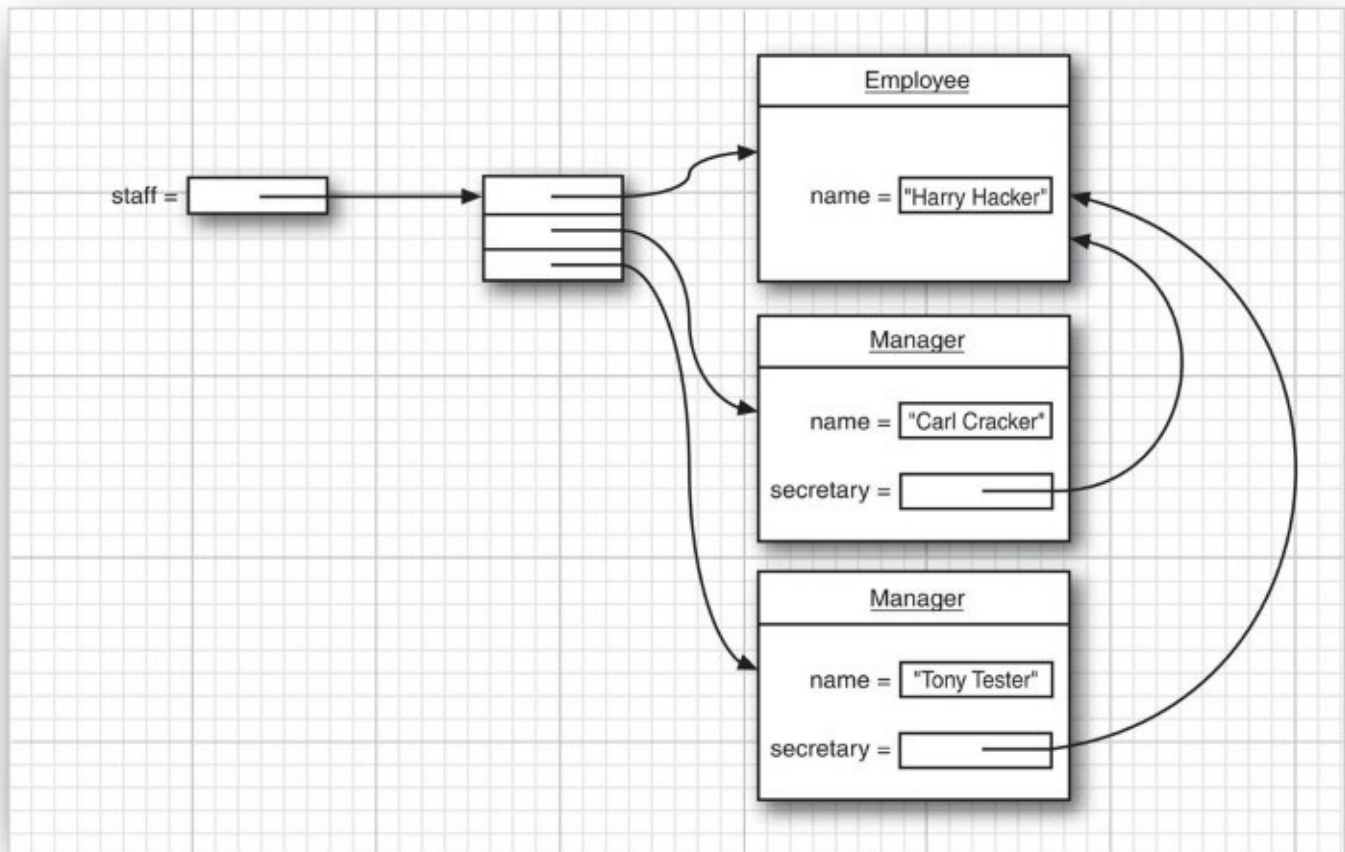 staff =
Employee
name = "Harry Hacker"
Manager
name = "Carl Cracker"
secretary =
Manager
name = "Tony Tester"
secretary =